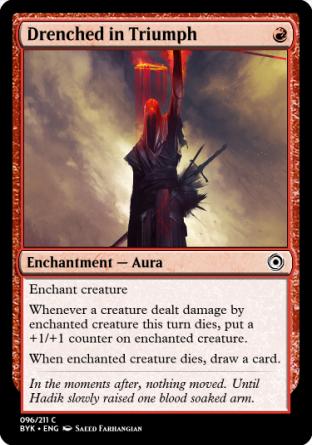 Drenched in Triumph
Enchantment — Aura
Enchant creature
Whenever a creature dealt damage by
enchanted creature this turn dies, put a
+1/+1 counter on enchanted creature.
When enchanted creature dies, draw a card.
In the moments after, nothing moved. Until
Hadik slowly raised one blood soaked arm.
096/211 C
BYK • ENG Saeed Farhangian